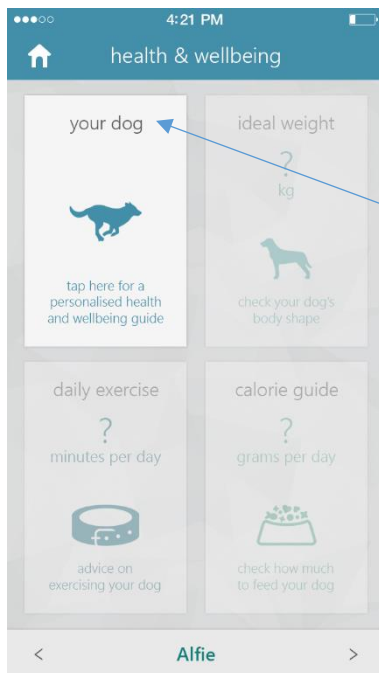 4:21 PM
health & wellbeing
your dog
tap here for a
personalised health
and wellbeing guide
ideal weight
?
kg
check your dog's
body shape
daily exercise
?
minutes per day
advice on
exercising your dog
calorie guide
?
grams per day
check how much
to feed your dog
< Alfie >